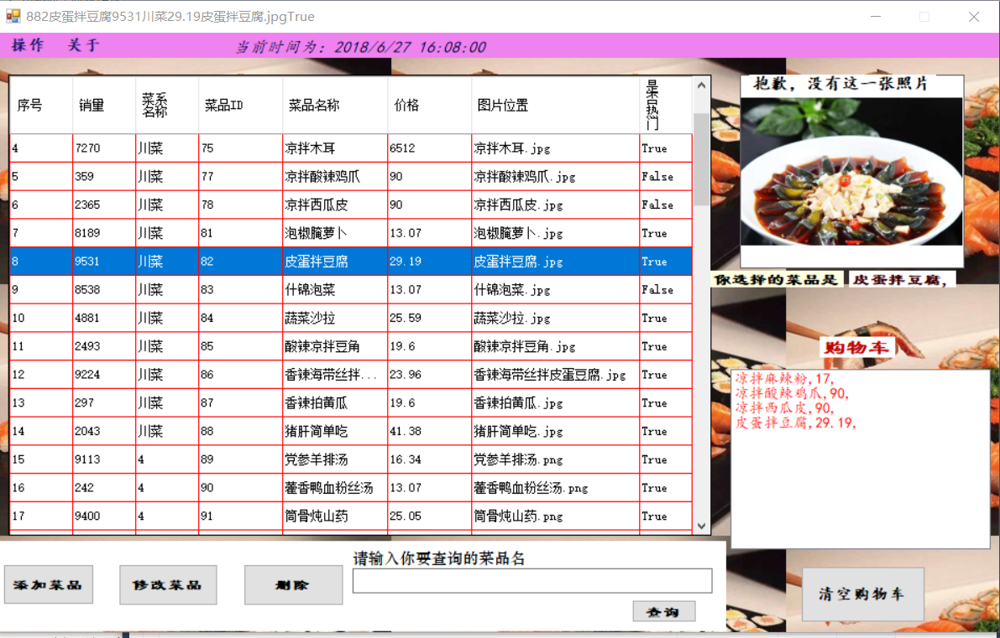 882皮蛋拌豆腐9531川菜29.19皮蛋拌豆腐.jpgTrue
操作 关于 当前时间为：2018/6/27 16:08:00
序号 销量 菜系名称 菜品ID 菜品名称 价格 图片位置 是否热门
4 7270 川菜 75 凉拌木耳 6512 凉拌木耳.jpg True
5 359 川菜 77 凉拌酸辣鸡爪 90 凉拌酸辣鸡爪.jpg False
6 2365 川菜 78 凉拌西瓜皮 90 凉拌西瓜皮.jpg False
7 8189 川菜 81 泡椒腌萝卜 13.07 泡椒腌萝卜.jpg True
8 9531 川菜 82 皮蛋拌豆腐 29.19 皮蛋拌豆腐.jpg True
9 8538 川菜 83 什锦泡菜 13.07 什锦泡菜.jpg False
10 4881 川菜 84 蔬菜沙拉 25.59 蔬菜沙拉.jpg True
11 2493 川菜 85 酸辣凉拌豆角 19.6 酸辣凉拌豆角.jpg True
12 9224 川菜 86 香辣海带丝拌... 23.96 香辣海带丝拌皮蛋豆腐.jpg True
13 297 川菜 87 香辣拍黄瓜 19.6 香辣拍黄瓜.jpg True
14 2043 川菜 88 猪肝简单吃 41.38 猪肝简单吃.jpg True
15 9113 4 89 党参羊排汤 16.34 党参羊排汤.png True
16 242 4 90 藿香鸭血粉丝汤 13.07 藿香鸭血粉丝汤.png True
17 9400 4 91 筒骨炖山药 25.05 筒骨炖山药.png True
抱歉，没有这一张照片
你选择的菜品是 皮蛋拌豆腐,
购物车
凉拌麻辣粉,17,
凉拌酸辣鸡爪,90,
凉拌西瓜皮,90,
皮蛋拌豆腐,29.19,
请输入你要查询的菜品名
添加菜品 修改菜品 删除
查询
清空购物车